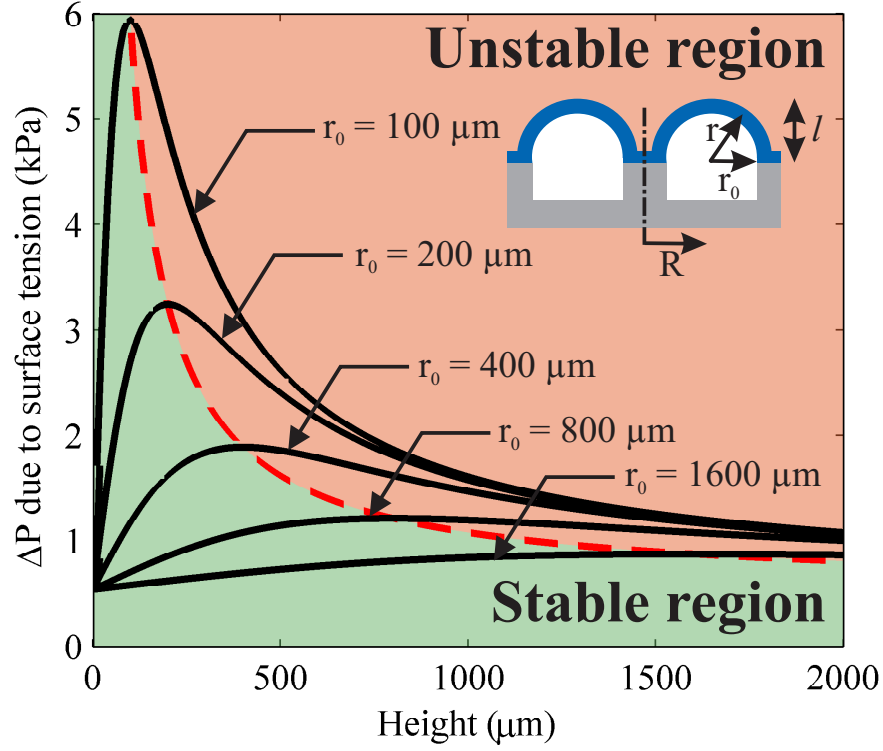 Unstable region
r₀ = 100 µm
r₀ = 200 µm
r₀ = 400 µm
r₀ = 800 µm
r₀ = 1600 µm
r
r₀
l
R
Stable region
ΔP due to surface tension (kPa)
6
5
4
3
2
1
0
0 500 1000 1500 2000
Height (µm)